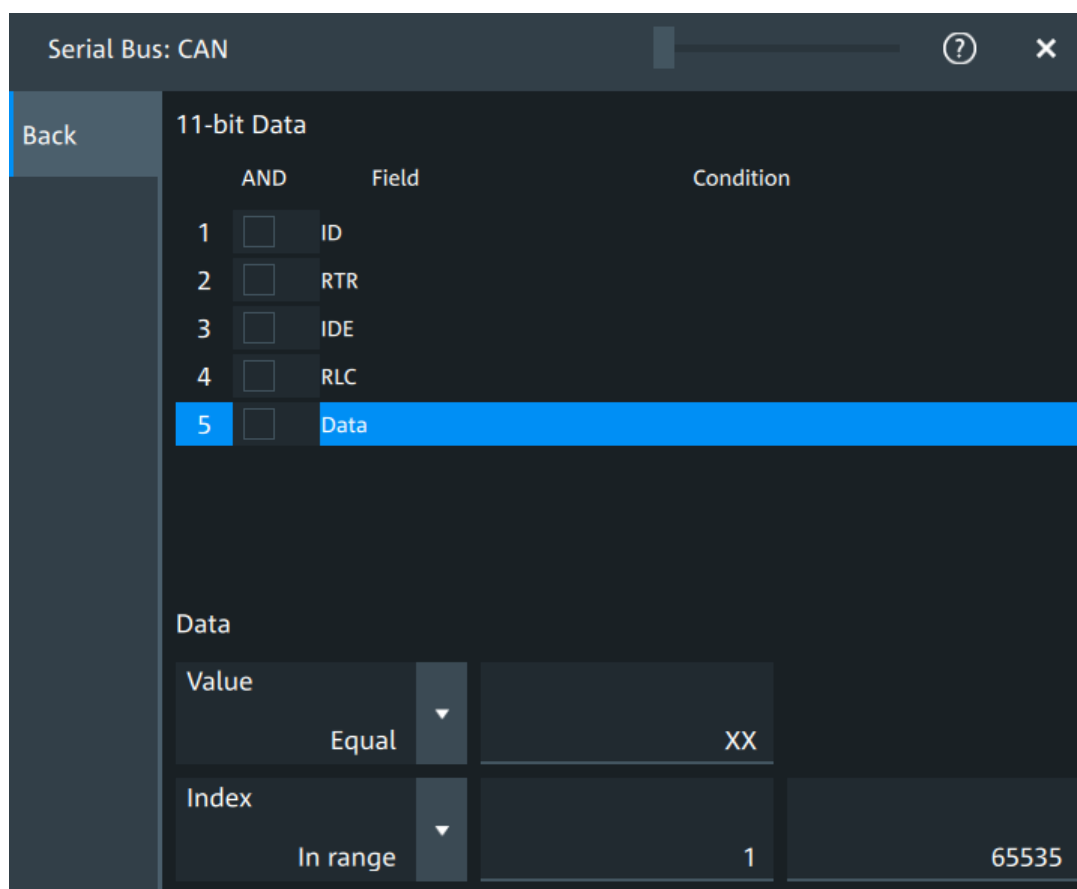 Serial Bus: CAN ?
Back
11-bit Data
AND Field Condition
1 ID
2 RTR
3 IDE
4 RLC
5 Data
Data
Value
Equal XX
Index
In range 1 65535